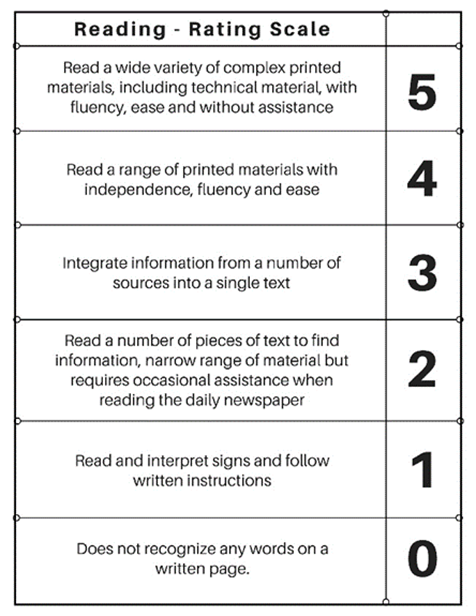 Reading - Rating Scale
Read a wide variety of complex printed
materials, including technical material, with
fluency, ease and without assistance
5
Read a range of printed materials with
independence, fluency and ease
4
Integrate information from a number of
sources into a single text
3
Read a number of pieces of text to find
information, narrow range of material but
requires occasional assistance when
reading the daily newspaper
2
Read and interpret signs and follow
written instructions
1
Does not recognize any words on a
written page.
0